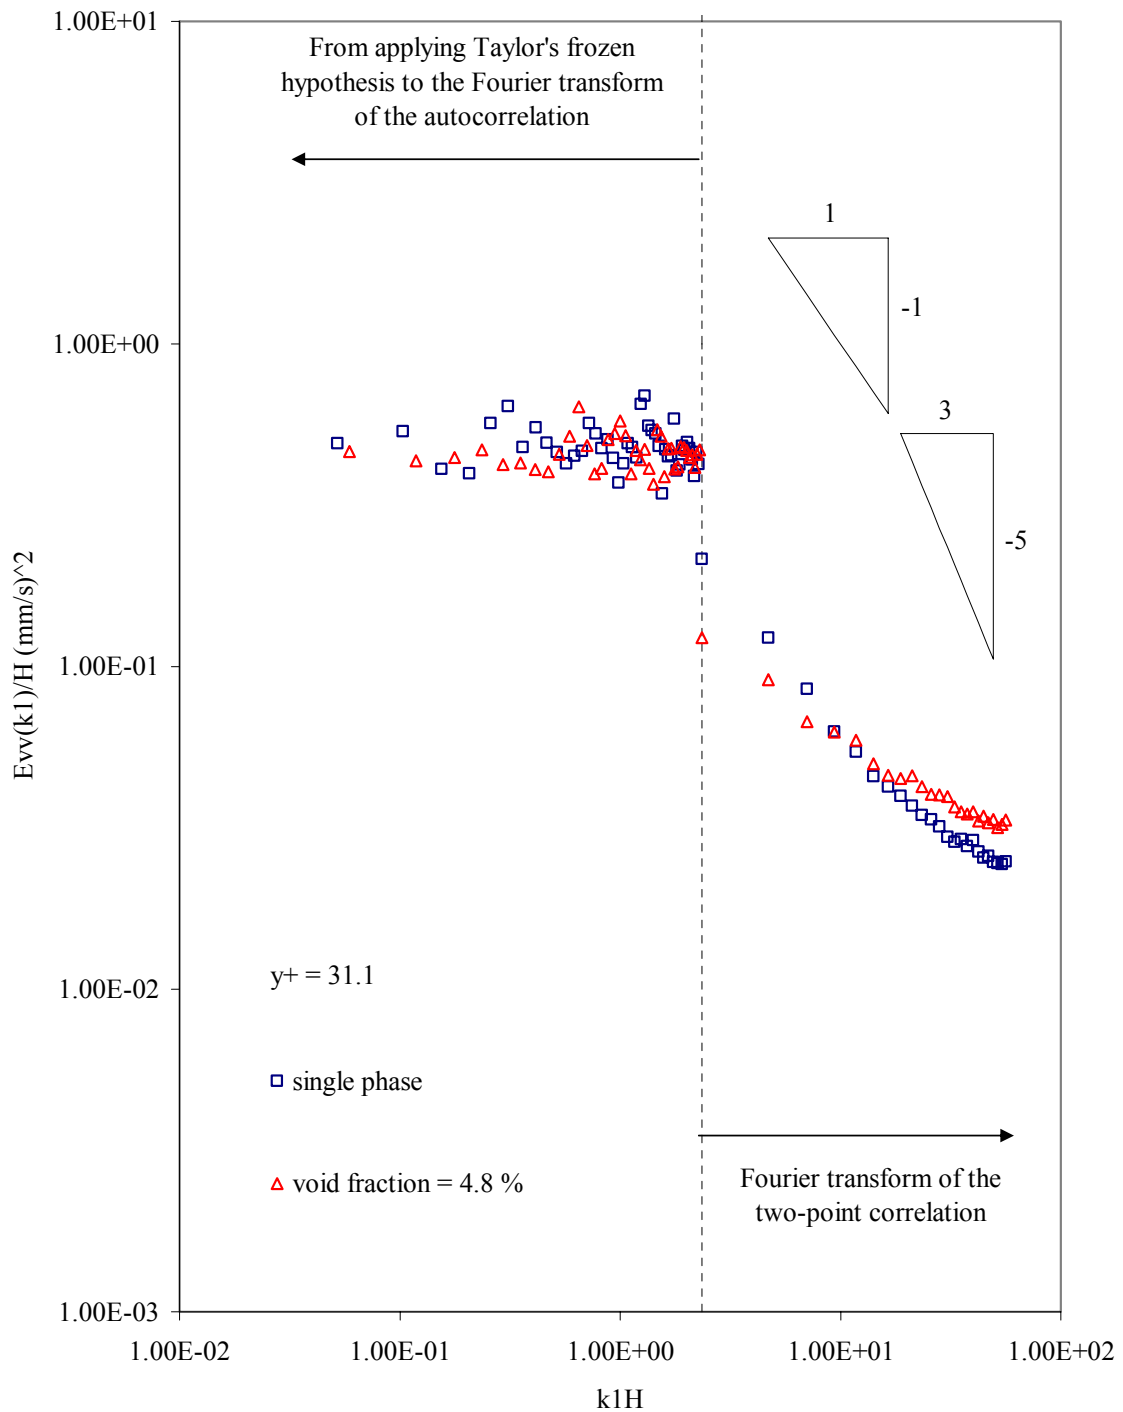 1.00E+01
From applying Taylor's frozen
hypothesis to the Fourier transform
of the autocorrelation
1
-1
1.00E+00
3
-5
Evv(k1)/H (mm/s)^2
1.00E-01
y+ = 31.1
1.00E-02
single phase
void fraction = 4.8 %
Fourier transform of the
two-point correlation
1.00E-03
1.00E-02
1.00E-01
1.00E+00
1.00E+01
1.00E+02
k1H